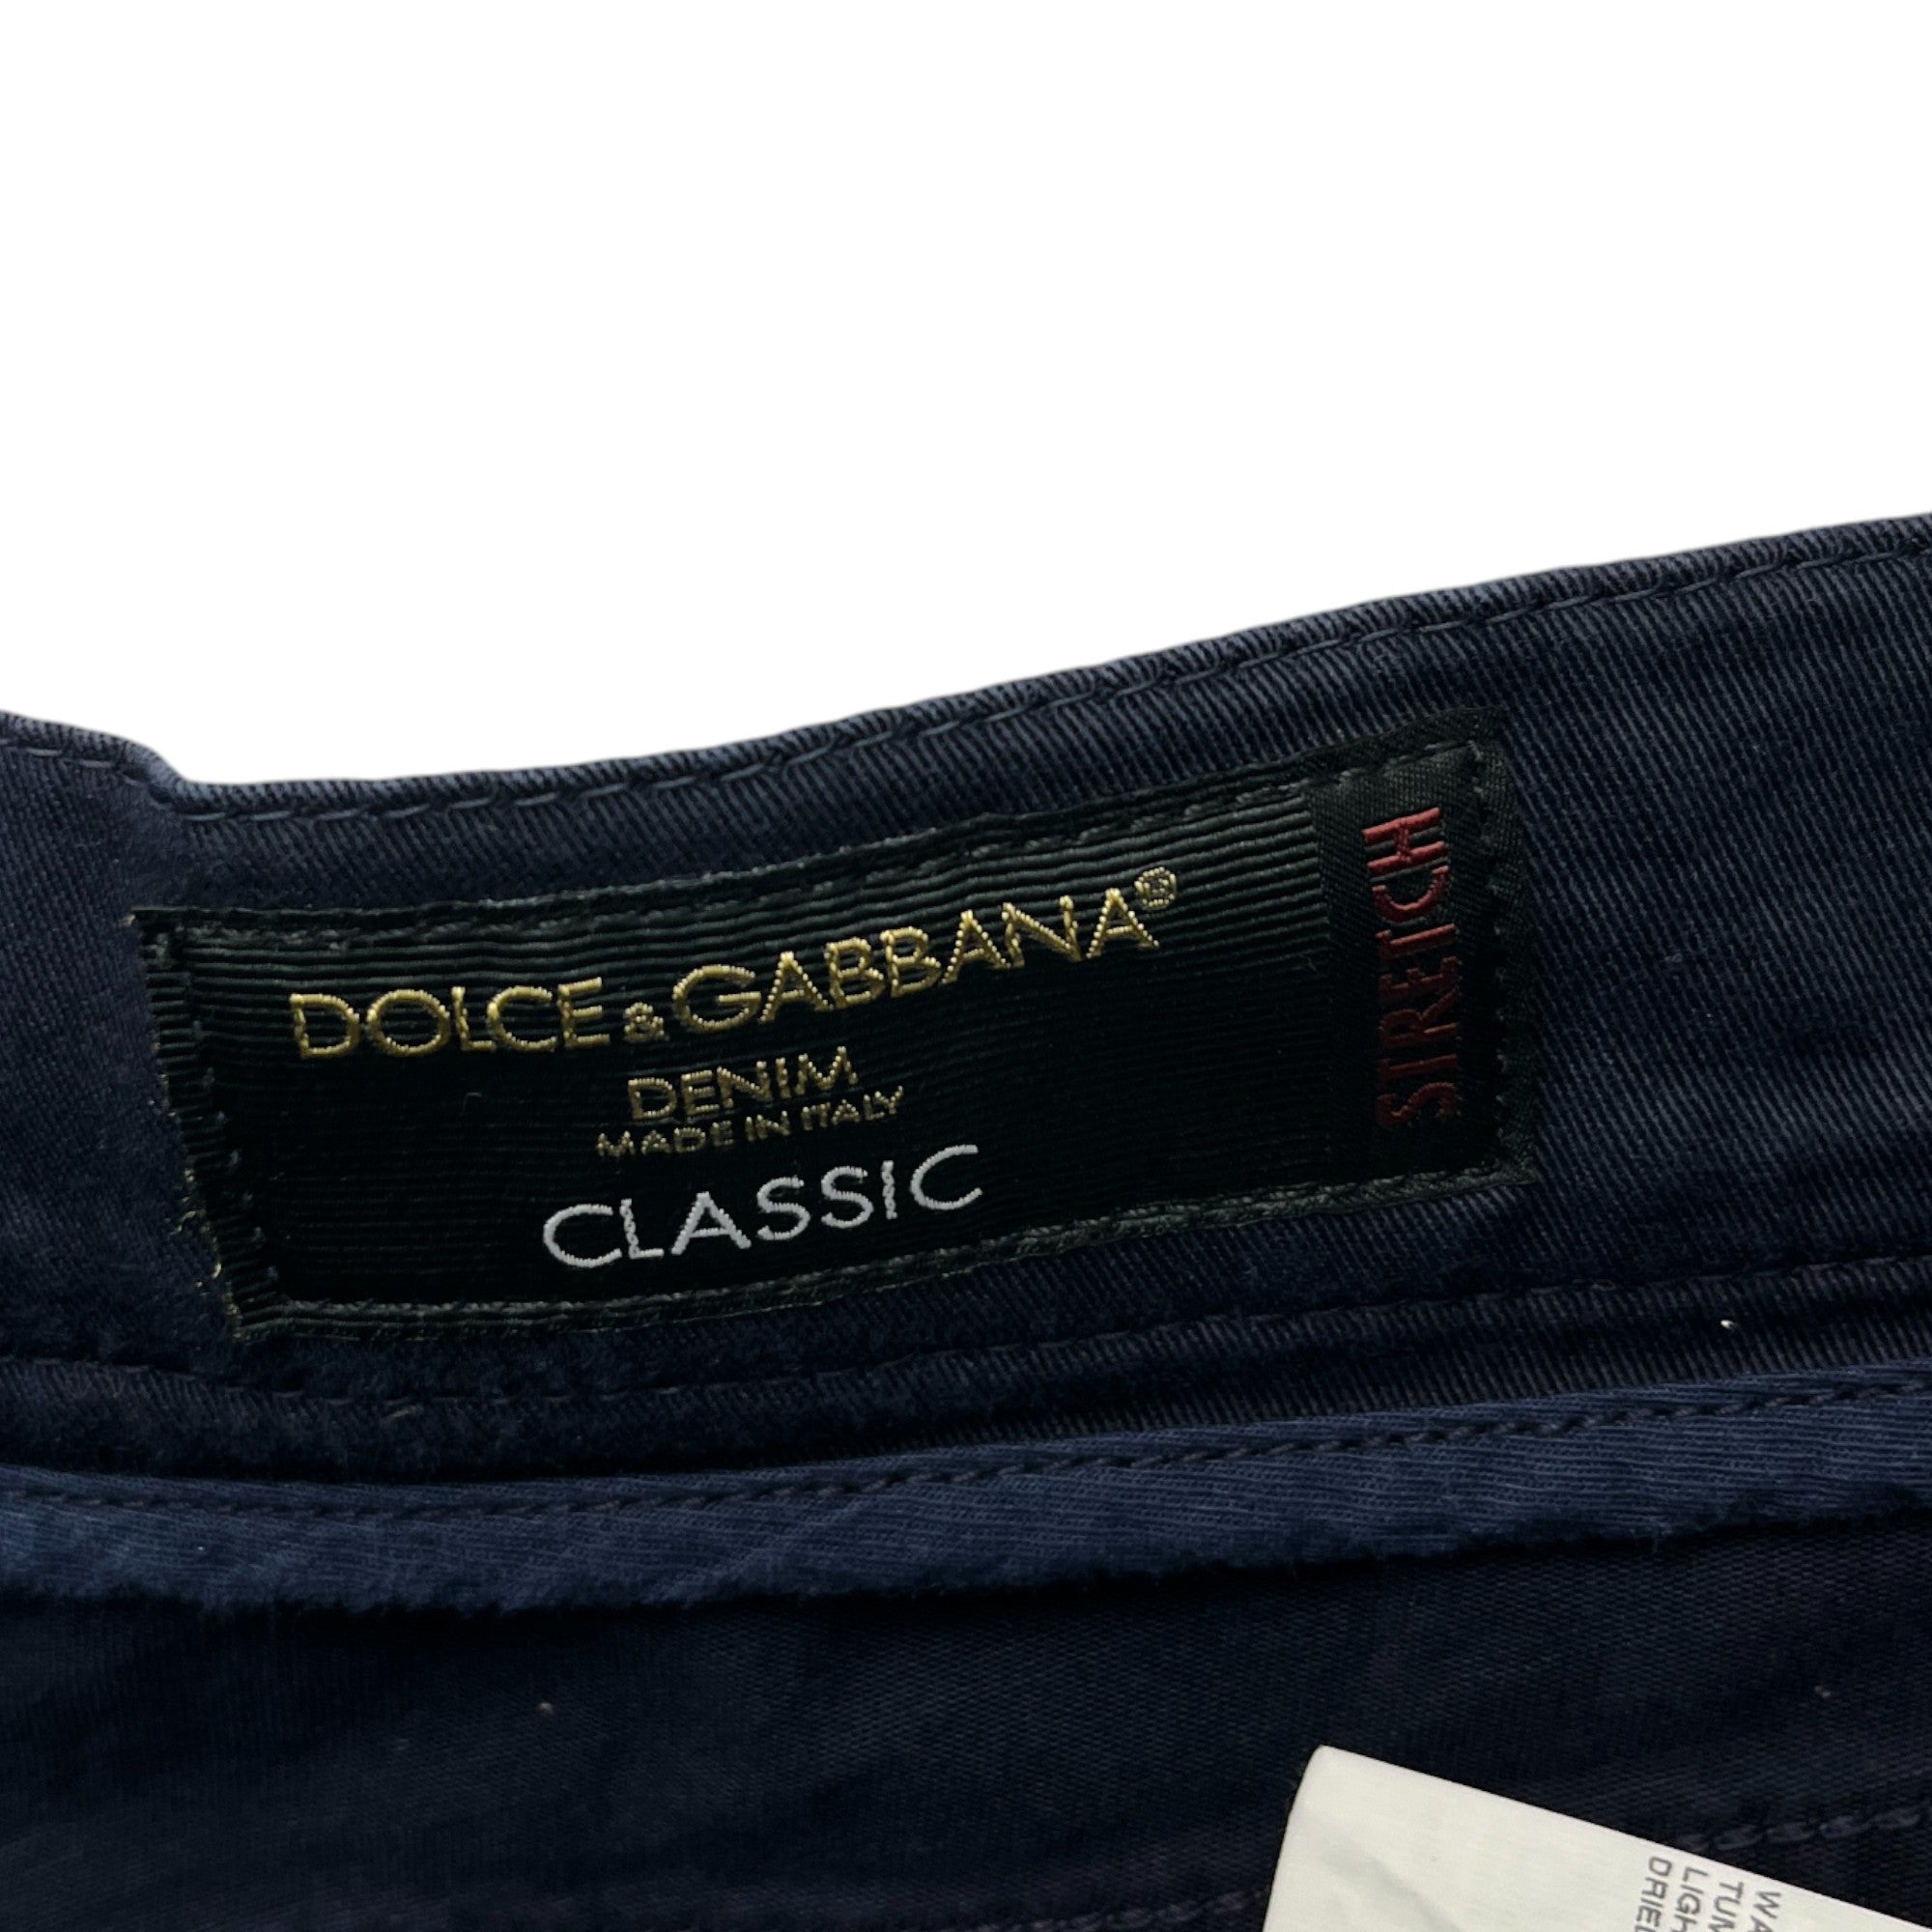 DOLCE & GABBANA®
DENIM
MADE IN ITALY
CLASSIC
STRETCH